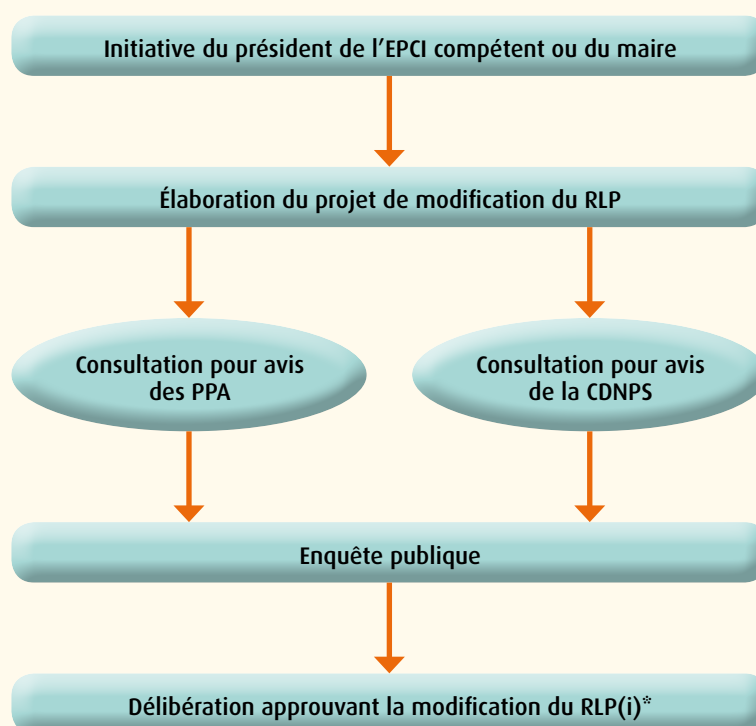 Initiative du président de l’EPCI compétent ou du maire
Élaboration du projet de modification du RLP
Consultation pour avis
des PPA
Consultation pour avis
de la CDNPS
Enquête publique
Délibération approuvant la modification du RLP(i)*